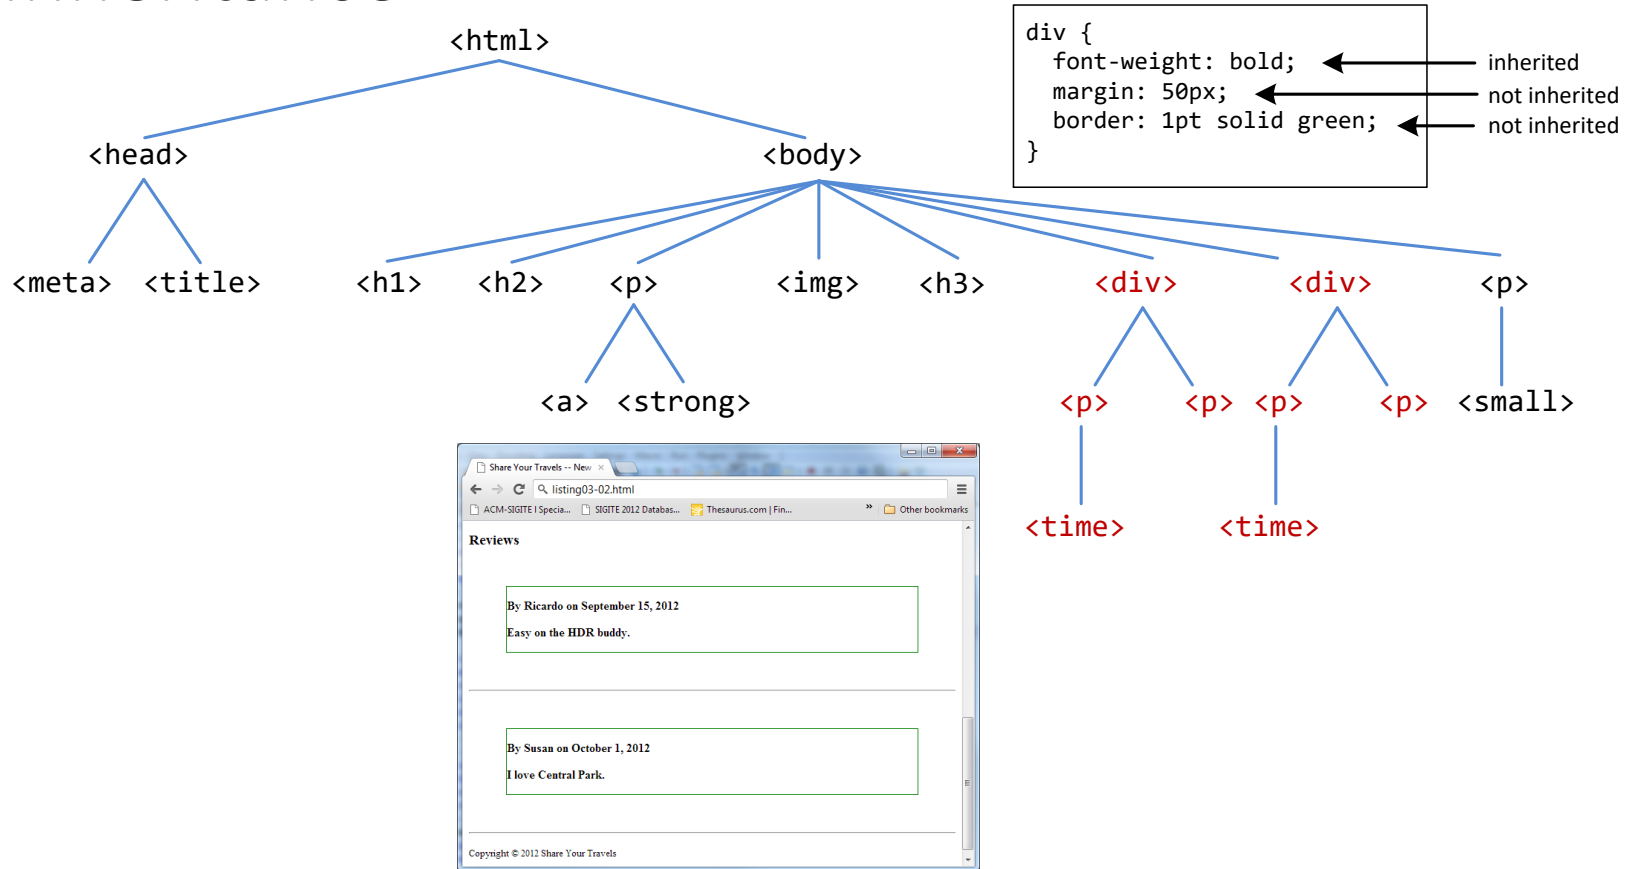 <html>
div {
font-weight: bold;
inherited
margin: 50px;
not inherited
border: 1pt solid green;
not inherited
}
<head>
<body>
<meta> <title> <h1> <h2> <p> <img> <h3> <div> <div> <p>
<a> <strong> <p> <p> <p> <p> <small>
<time> <time>
Share Your Travels -- New
listing03-02.html
ACM-SIGITE I Specia... SIGITE 2012 Databas... Thesaurus.com | Fin... » Other bookmarks
Reviews
By Ricardo on September 15, 2012
Easy on the HDR buddy.
By Susan on October 1, 2012
I love Central Park.
Copyright © 2012 Share Your Travels